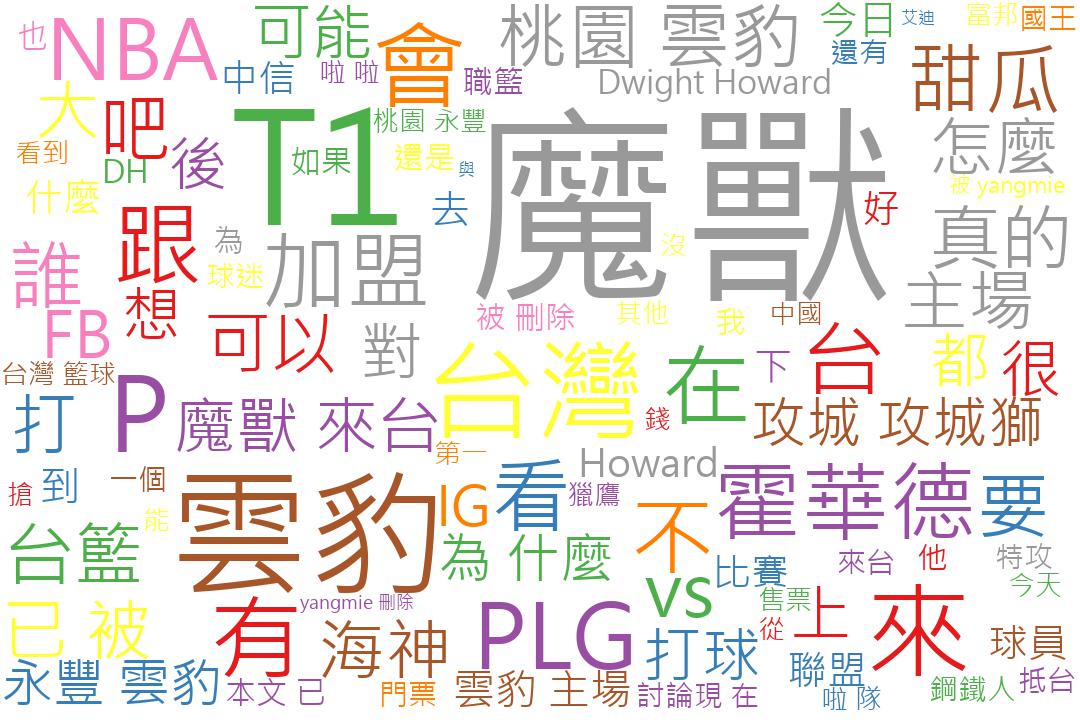 也 NBA 可能 會 桃園 雲豹 今日 艾迪 富邦 國王
中信 啦 啦 職籃 Dwight Howard 還有 甜瓜
大 吧 T1 桃園 永豐 魔獸 怎麼
看到 DH 後 如果 還是 與 被 yangmie
什麼 跟 去 好 真的
誰 為 加盟 沒
球迷 主場
FB 想 可以 對 被 刪除 其他 我 中國
台灣 籃球 台灣 在 下 台 都 很
打 P 魔獸 來台 錢 攻城 攻城獅
第一 Howard
搶 到 一個 雲豹 IG 看 獵鷹 霍華德 要
能 不
台籃 為 什麼 vs 比賽 來台 他 特攻
已 被 yangmie 刪除 售票 今天
有 海神 PLG 打球 從 上 來 球員
永豐 雲豹 本文 已 門票 雲豹 主場 討論現 在 聯盟 啦 隊 鋼鐵人 抵台